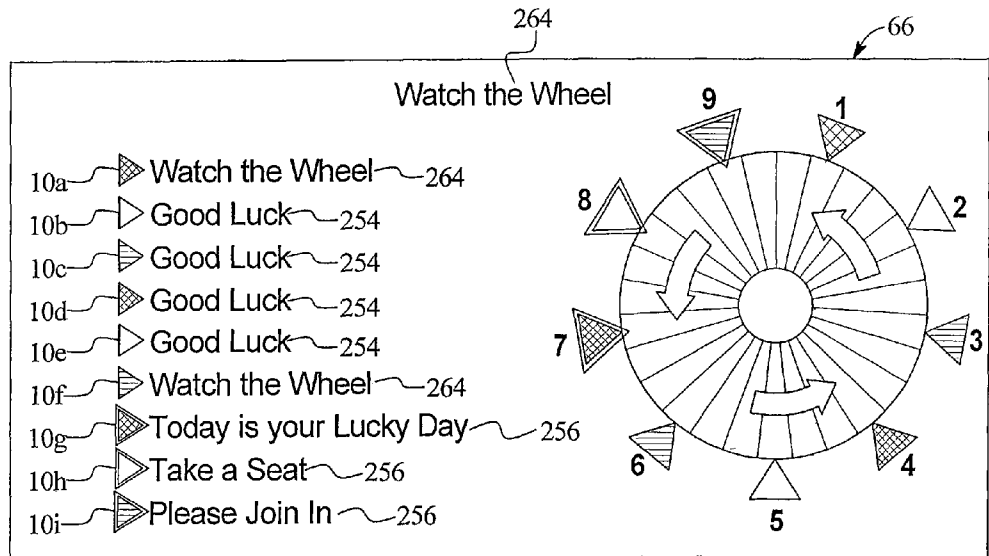 264
66
Watch the Wheel
10a Watch the Wheel 264
10b Good Luck 254
10c Good Luck 254
10d Good Luck 254
10e Good Luck 254
10f Watch the Wheel 264
10g Today is your Lucky Day 256
10h Take a Seat 256
10i Please Join In 256
9
1
8
2
7
3
6
4
5